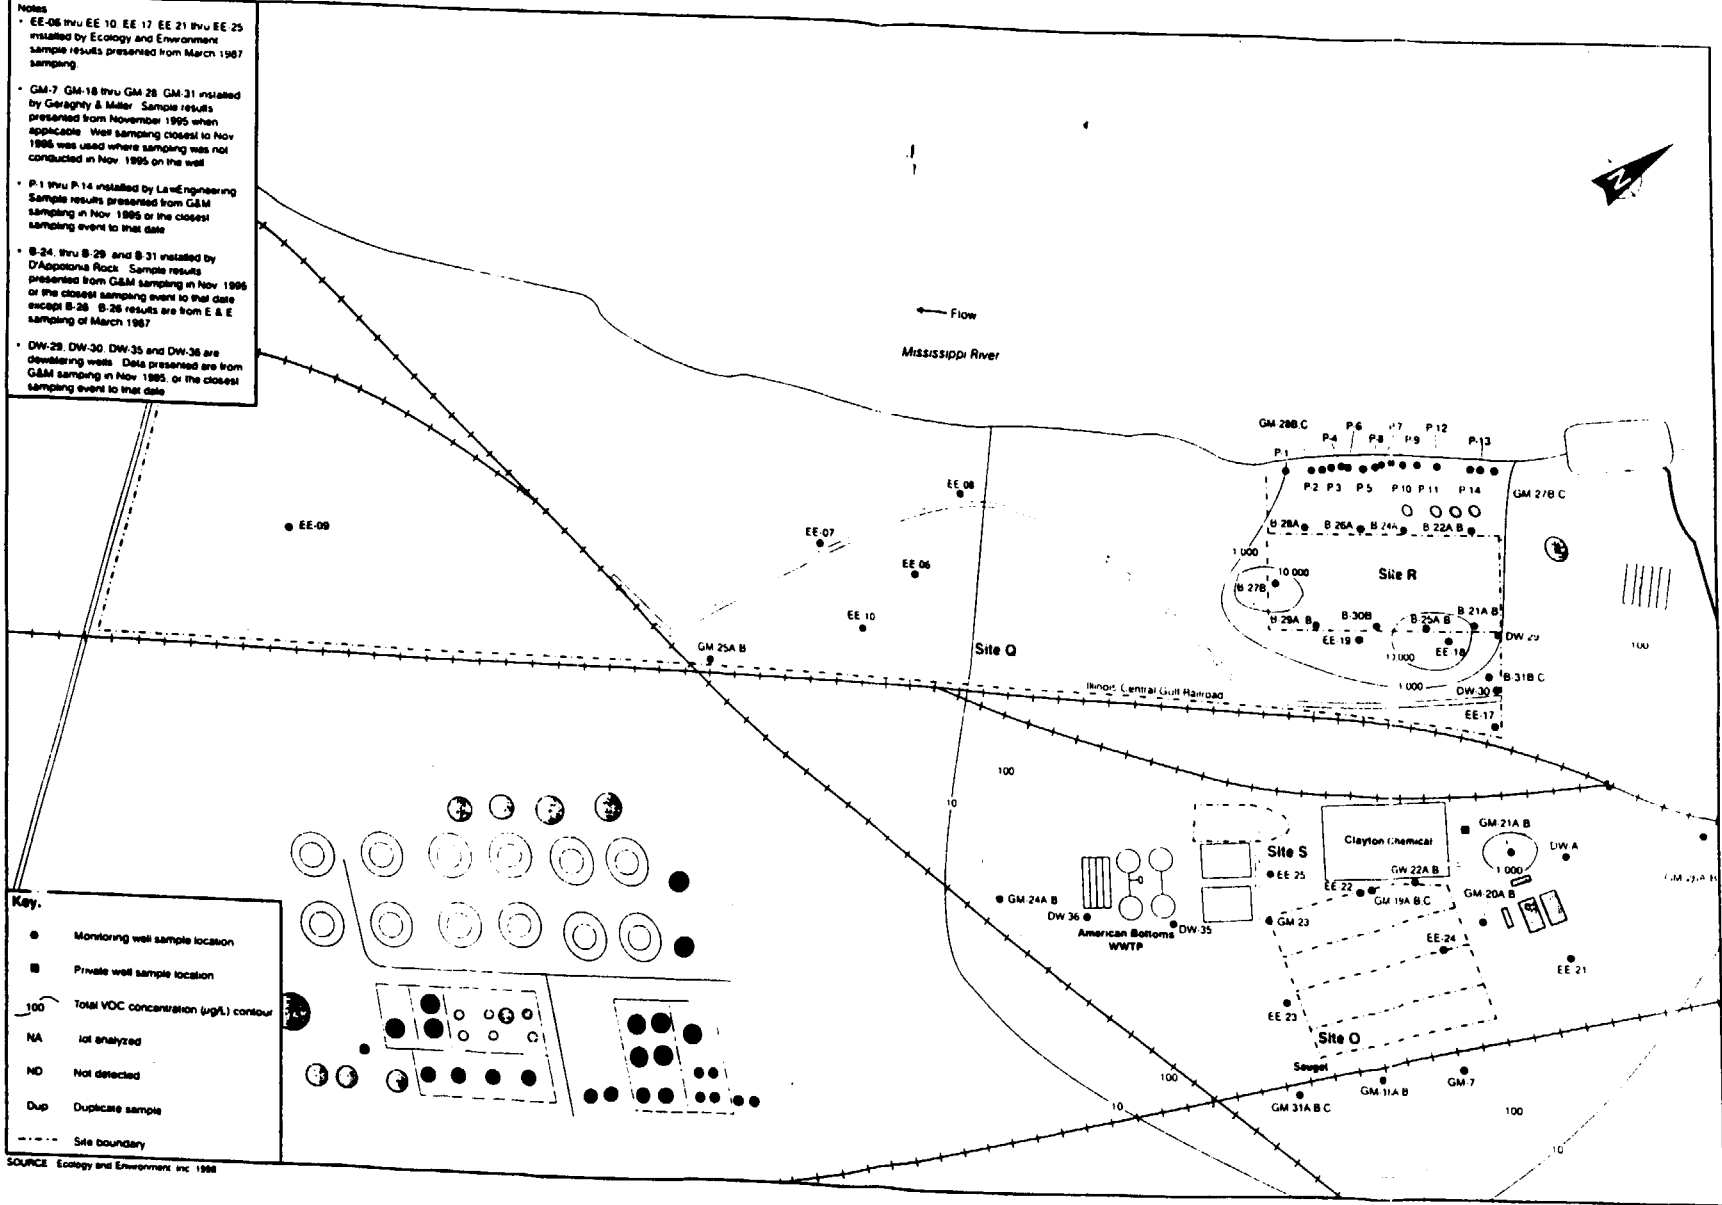 Notes
• EE-06 thru EE 10, EE 17, EE 21 thru EE 25
installed by Ecology and Environment
sample results presented from March 1987
sampling.
• GM-7, GM-18 thru GM 28, GM-31 installed
by Geraghty & Miller Sample results
presented from November 1995 when
applicable Well sampling closest to Nov
1995 was used where sampling was not
conducted in Nov 1995 on the well
• P-1 thru P-14 installed by LawEngineering
Sample results presented from G&M
sampling in Nov 1995 or the closest
sampling event to that date
• B-24, thru B-29 and B-31 installed by
D'Appolonia Rock Sample results
presented from G&M sampling in Nov 1995
or the closest sampling event to that date
except B-26 B-26 results are from E & E
sampling of March 1987
• DW-29, DW-30, DW-35 and DW-36 are
dewatering wells Data presented are from
G&M sampling in Nov 1995, or the closest
sampling event to that date
N
Flow
Mississippi River
GM-28B,C
P-6
P-12
P-4
P-8
P-9
P-13
P-1
P-2 P-3 P-5 P-10 P-11 P-14
GM 27B C
EE-09
EE-08
EE-07
EE 06
EE 10
B 28A
B 26A
B 24A
B 22A B
1 000
10 000
Site R
B 27B
B 29A B
B-30B
B-25A B
B-21A B
EE-19
EE-18
DW-29
100
GM 25A B
Site Q
1 000
B-31B C
DW-30
EE-17
Illinois Central Gulf Railroad
100
10
Clayton Chemical
GM-21A B
DW-A
Site S
EE 25
1 000
GW 22A B
EE-22
GM 19A B C
GM-20A B
GM-24A B
DW 36
DW-35
GM 23
American Bottoms
WWTP
EE-24
EE 21
EE 23
Site O
Sauget
100
10
GM 31A B C
GM-7
100
10
Key.
Monitoring well sample location
Private well sample location
100 Total VOC concentration (µg/L) contour
NA lot analyzed
ND Not detected
Dup Duplicate sample
Site boundary
SOURCE Ecology and Environment Inc 1998